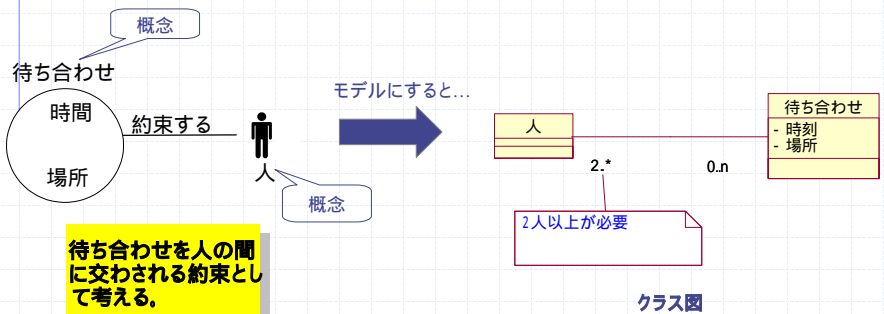 概念
待ち合わせ
時間
約束する
場所
人
概念
待ち合わせを人の間
に交わされる約束とし
て考える。
モデルにすると...
人
待ち合わせ
- 時刻
- 場所
2..*
0..n
2人以上が必要
クラス図